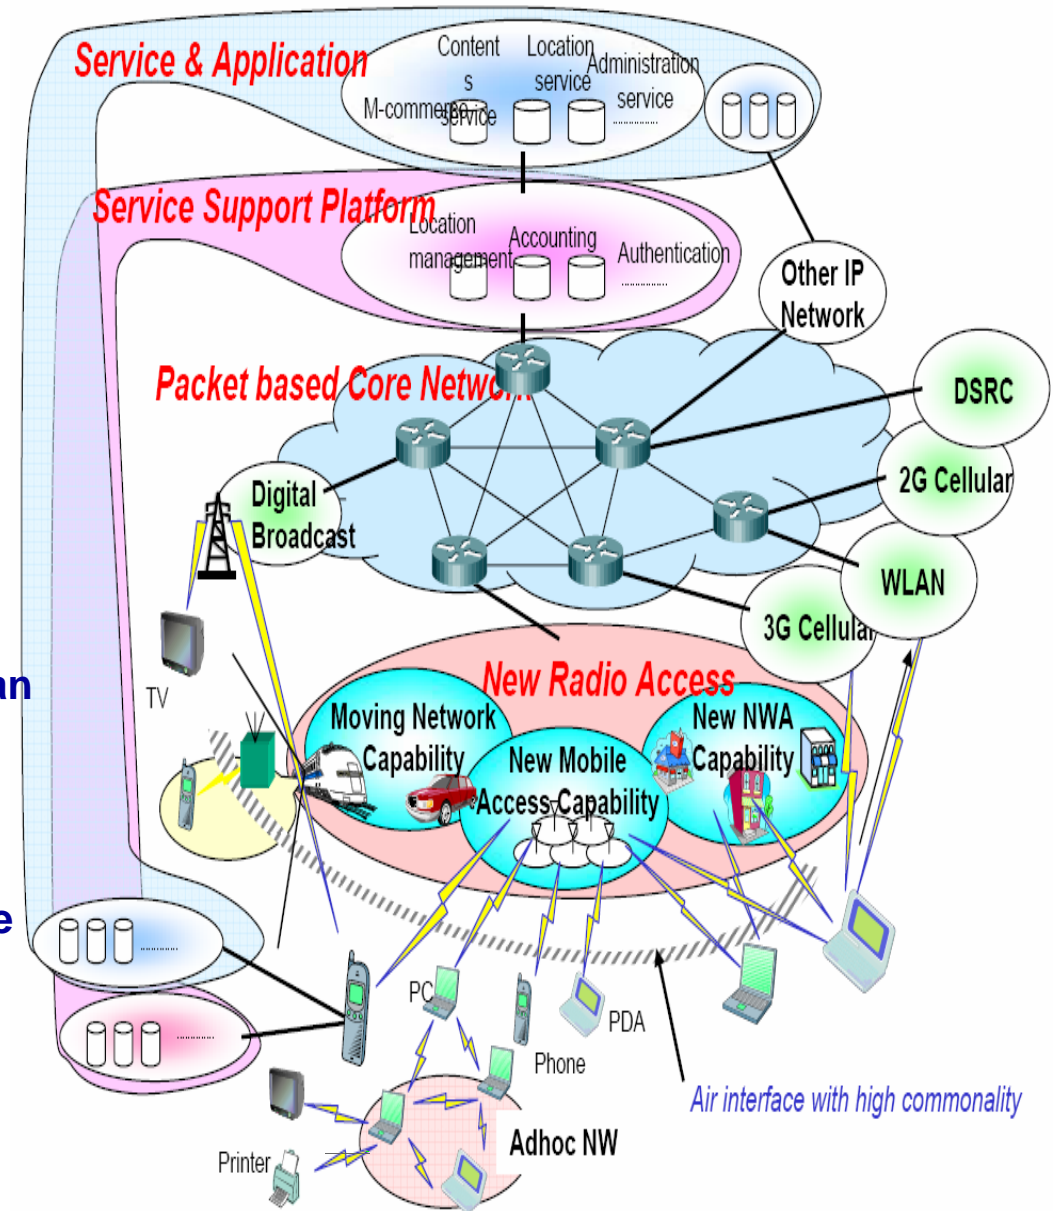 Service & Application
Content
s
service
Location
service
Administration
service
M-commerce
Service Support Platform
Location
management
Accounting
Authentication
Other IP
Network
Packet based Core Network
DSRC
2G Cellular
Digital
Broadcast
WLAN
3G Cellular
an
TV
New Radio Access
Moving Network
Capability
New Mobile
Access Capability
New NWA
Capability
e
PC
PDA
Phone
Air interface with high commonality
Adhoc NW
Printer